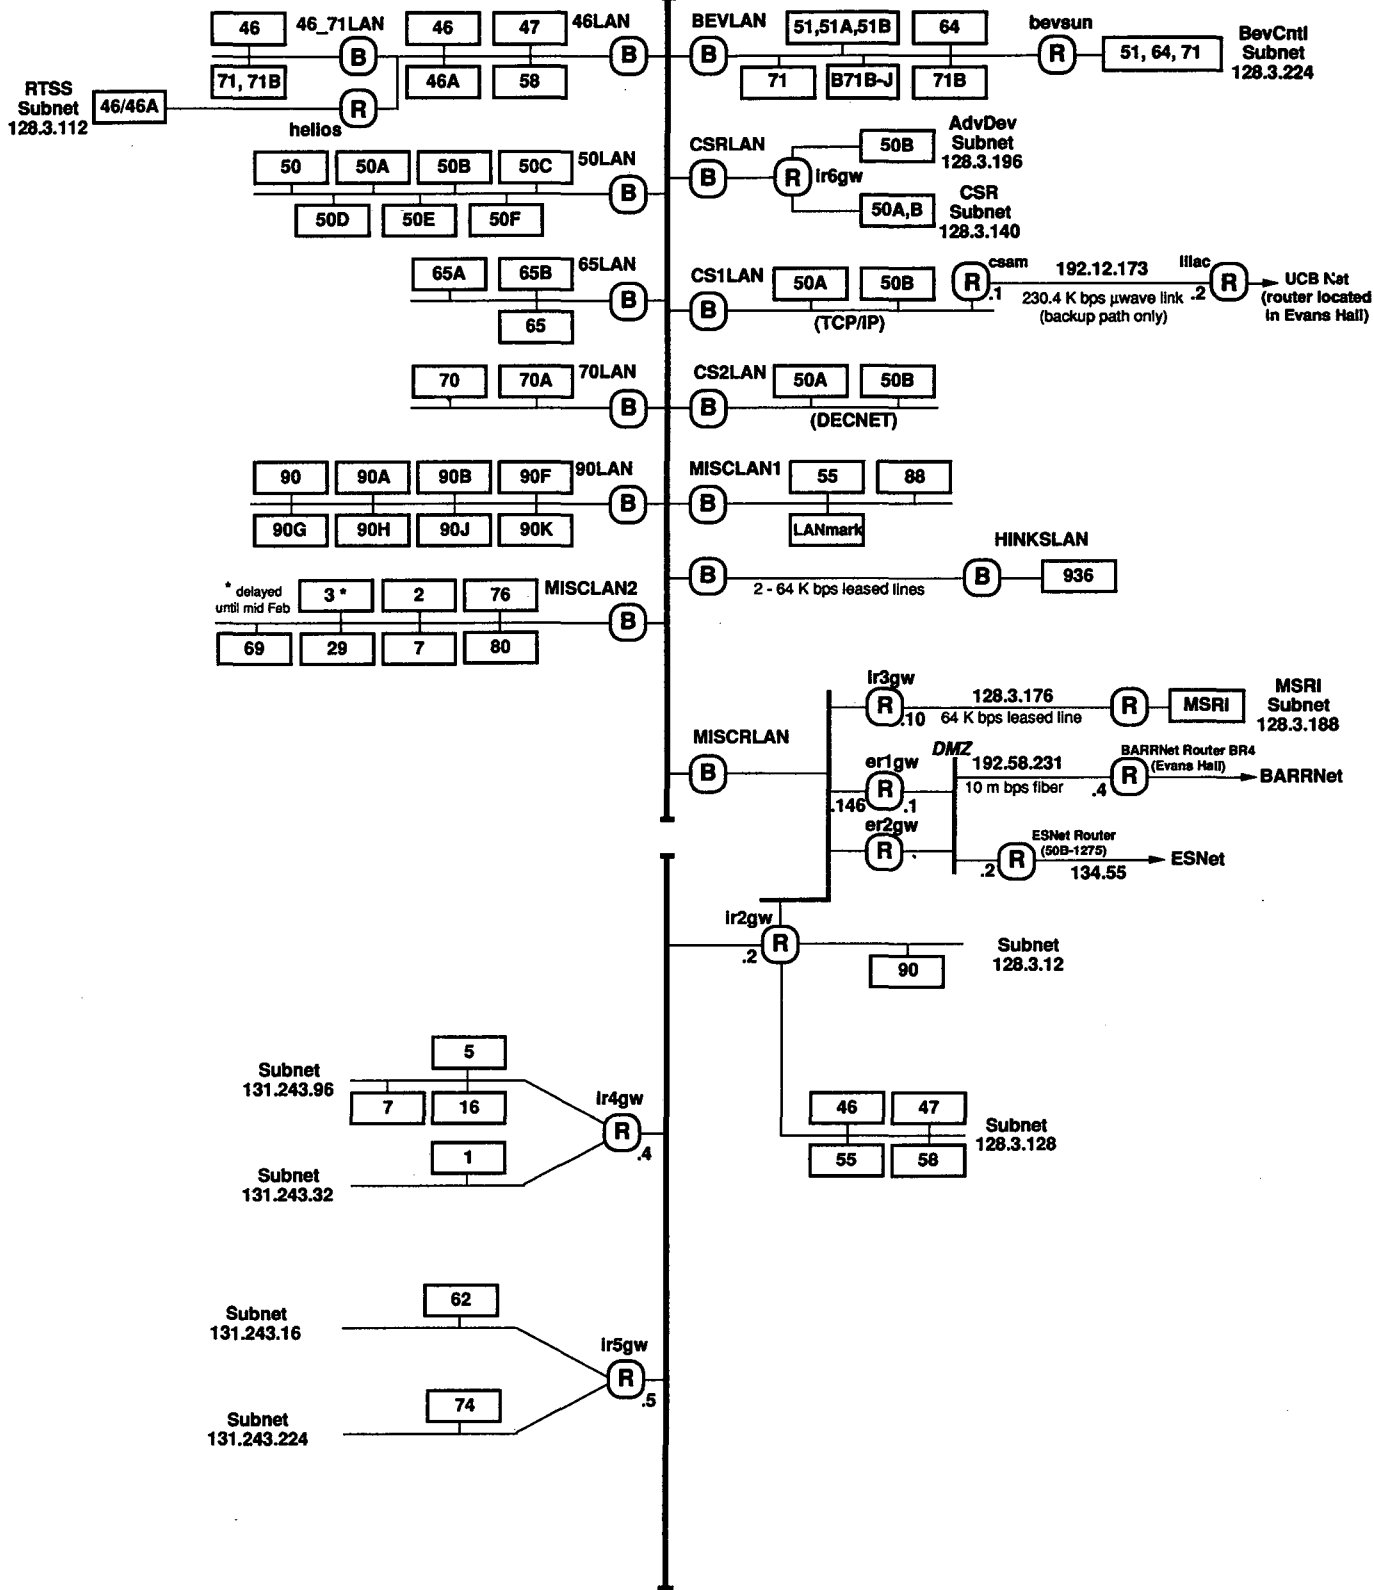 46
46_71LAN
46
47
46LAN
BEVLAN
51,51A,51B
64
bevsun
B
B
B
R
51, 64, 71
BevCntl
Subnet
128.3.224
71, 71B
46A
58
71
B71B-J
71B
RTSS
Subnet
128.3.112
46/46A
R
helios
50
50A
50B
50C
50LAN
B
50D
50E
50F
CSRLAN
B
R
ir6gw
50B
AdvDev
Subnet
128.3.196
50A,B
CSR
Subnet
128.3.140
65A
65B
65LAN
B
65
CS1LAN
B
50A
50B
(TCP/IP)
csam
R
.1
192.12.173
230.4 K bps µwave link
(backup path only)
lilac
R
.2
UCB Net
(router located
in Evans Hall)
70
70A
70LAN
B
CS2LAN
B
50A
50B
(DECNET)
90
90A
90B
90F
90LAN
B
90G
90H
90J
90K
MISCLAN1
B
55
88
LANmark
HINKSLAN
B
2 - 64 K bps leased lines
B
936
* delayed
until mid Feb
3 *
2
76
MISCLAN2
B
69
29
7
80
MISCRLAN
B
ir3gw
R
.10
128.3.176
64 K bps leased line
R
MSRI
MSRI
Subnet
128.3.188
er1gw
R
.146
.1
DMZ
192.58.231
10 m bps fiber
.4
BARRNet Router BR4
(Evans Hall)
R
BARRNet
er2gw
R
.2
ESNet Router
(50B-1275)
R
134.55
ESNet
ir2gw
R
.2
90
Subnet
128.3.12
Subnet
131.243.96
5
7
16
ir4gw
R
.4
Subnet
131.243.32
1
46
47
55
58
Subnet
128.3.128
Subnet
131.243.16
62
ir5gw
R
.5
Subnet
131.243.224
74